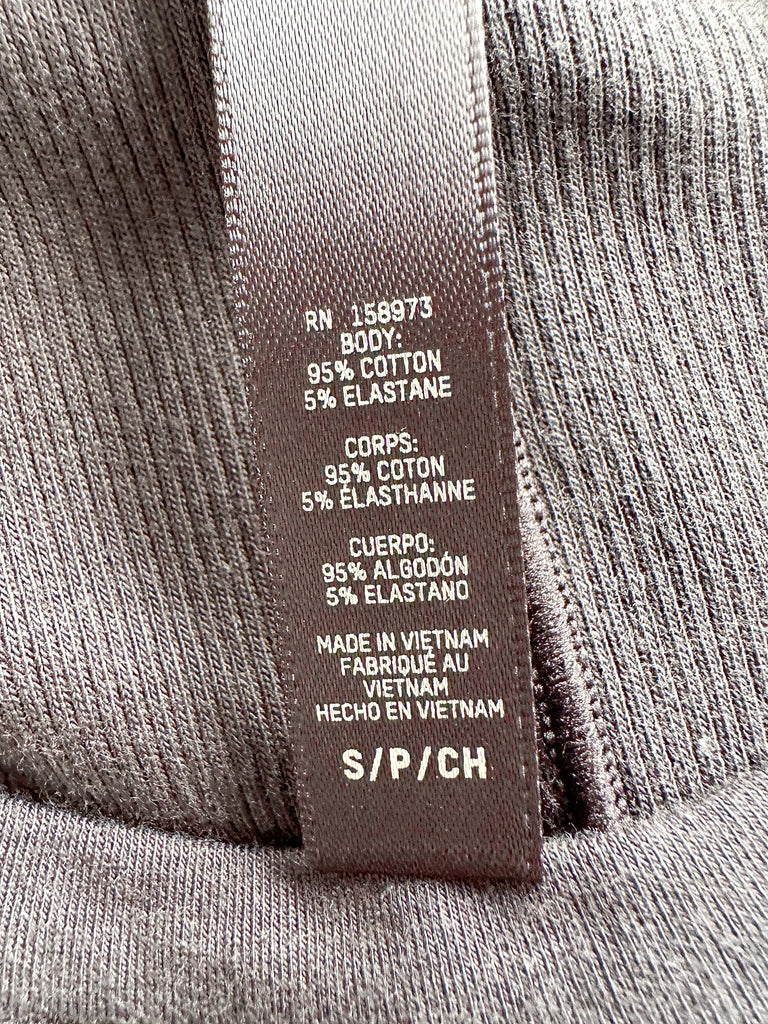 RN 158973
BODY:
95% COTTON
5% ELASTANE
CORPS:
95% COTON
5% ÉLASTHANNE
CUERPO:
95% ALGODÓN
5% ELASTANO
MADE IN VIETNAM
FABRIQUÉ AU
VIETNAM
HECHO EN VIETNAM
S/P/CH